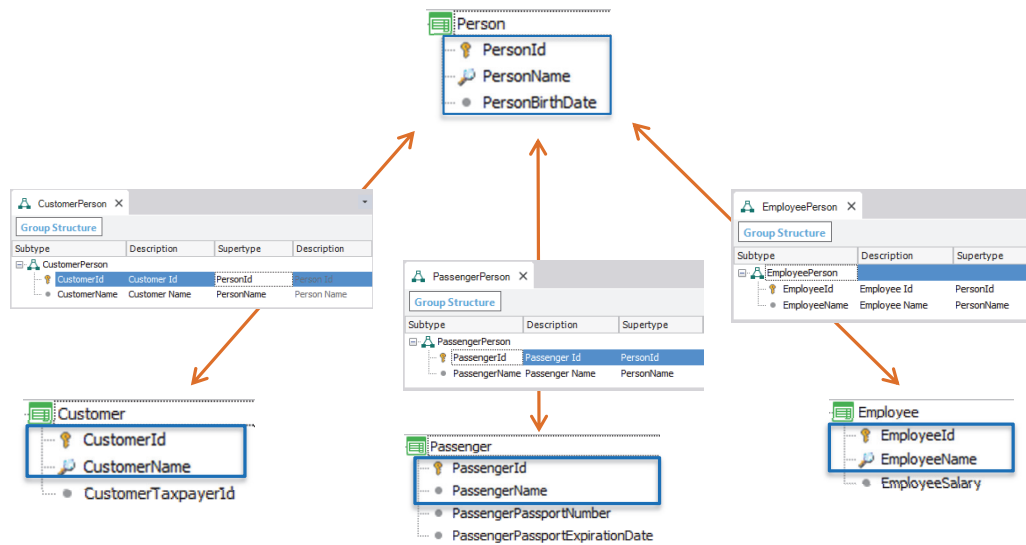 Person
PersonId
PersonName
PersonBirthDate
CustomerPerson
Group Structure
Subtype Description Supertype Description
CustomerPerson
CustomerId Customer Id PersonId Person Id
CustomerName Customer Name PersonName Person Name
PassengerPerson
Group Structure
Subtype Description Supertype
PassengerPerson
PassengerId Passenger Id PersonId
PassengerName Passenger Name PersonName
EmployeePerson
Group Structure
Subtype Description Supertype
EmployeePerson
EmployeeId Employee Id PersonId
EmployeeName Employee Name PersonName
Customer
CustomerId
CustomerName
CustomerTaxpayerId
Passenger
PassengerId
PassengerName
PassengerPassportNumber
PassengerPassportExpirationDate
Employee
EmployeeId
EmployeeName
EmployeeSalary